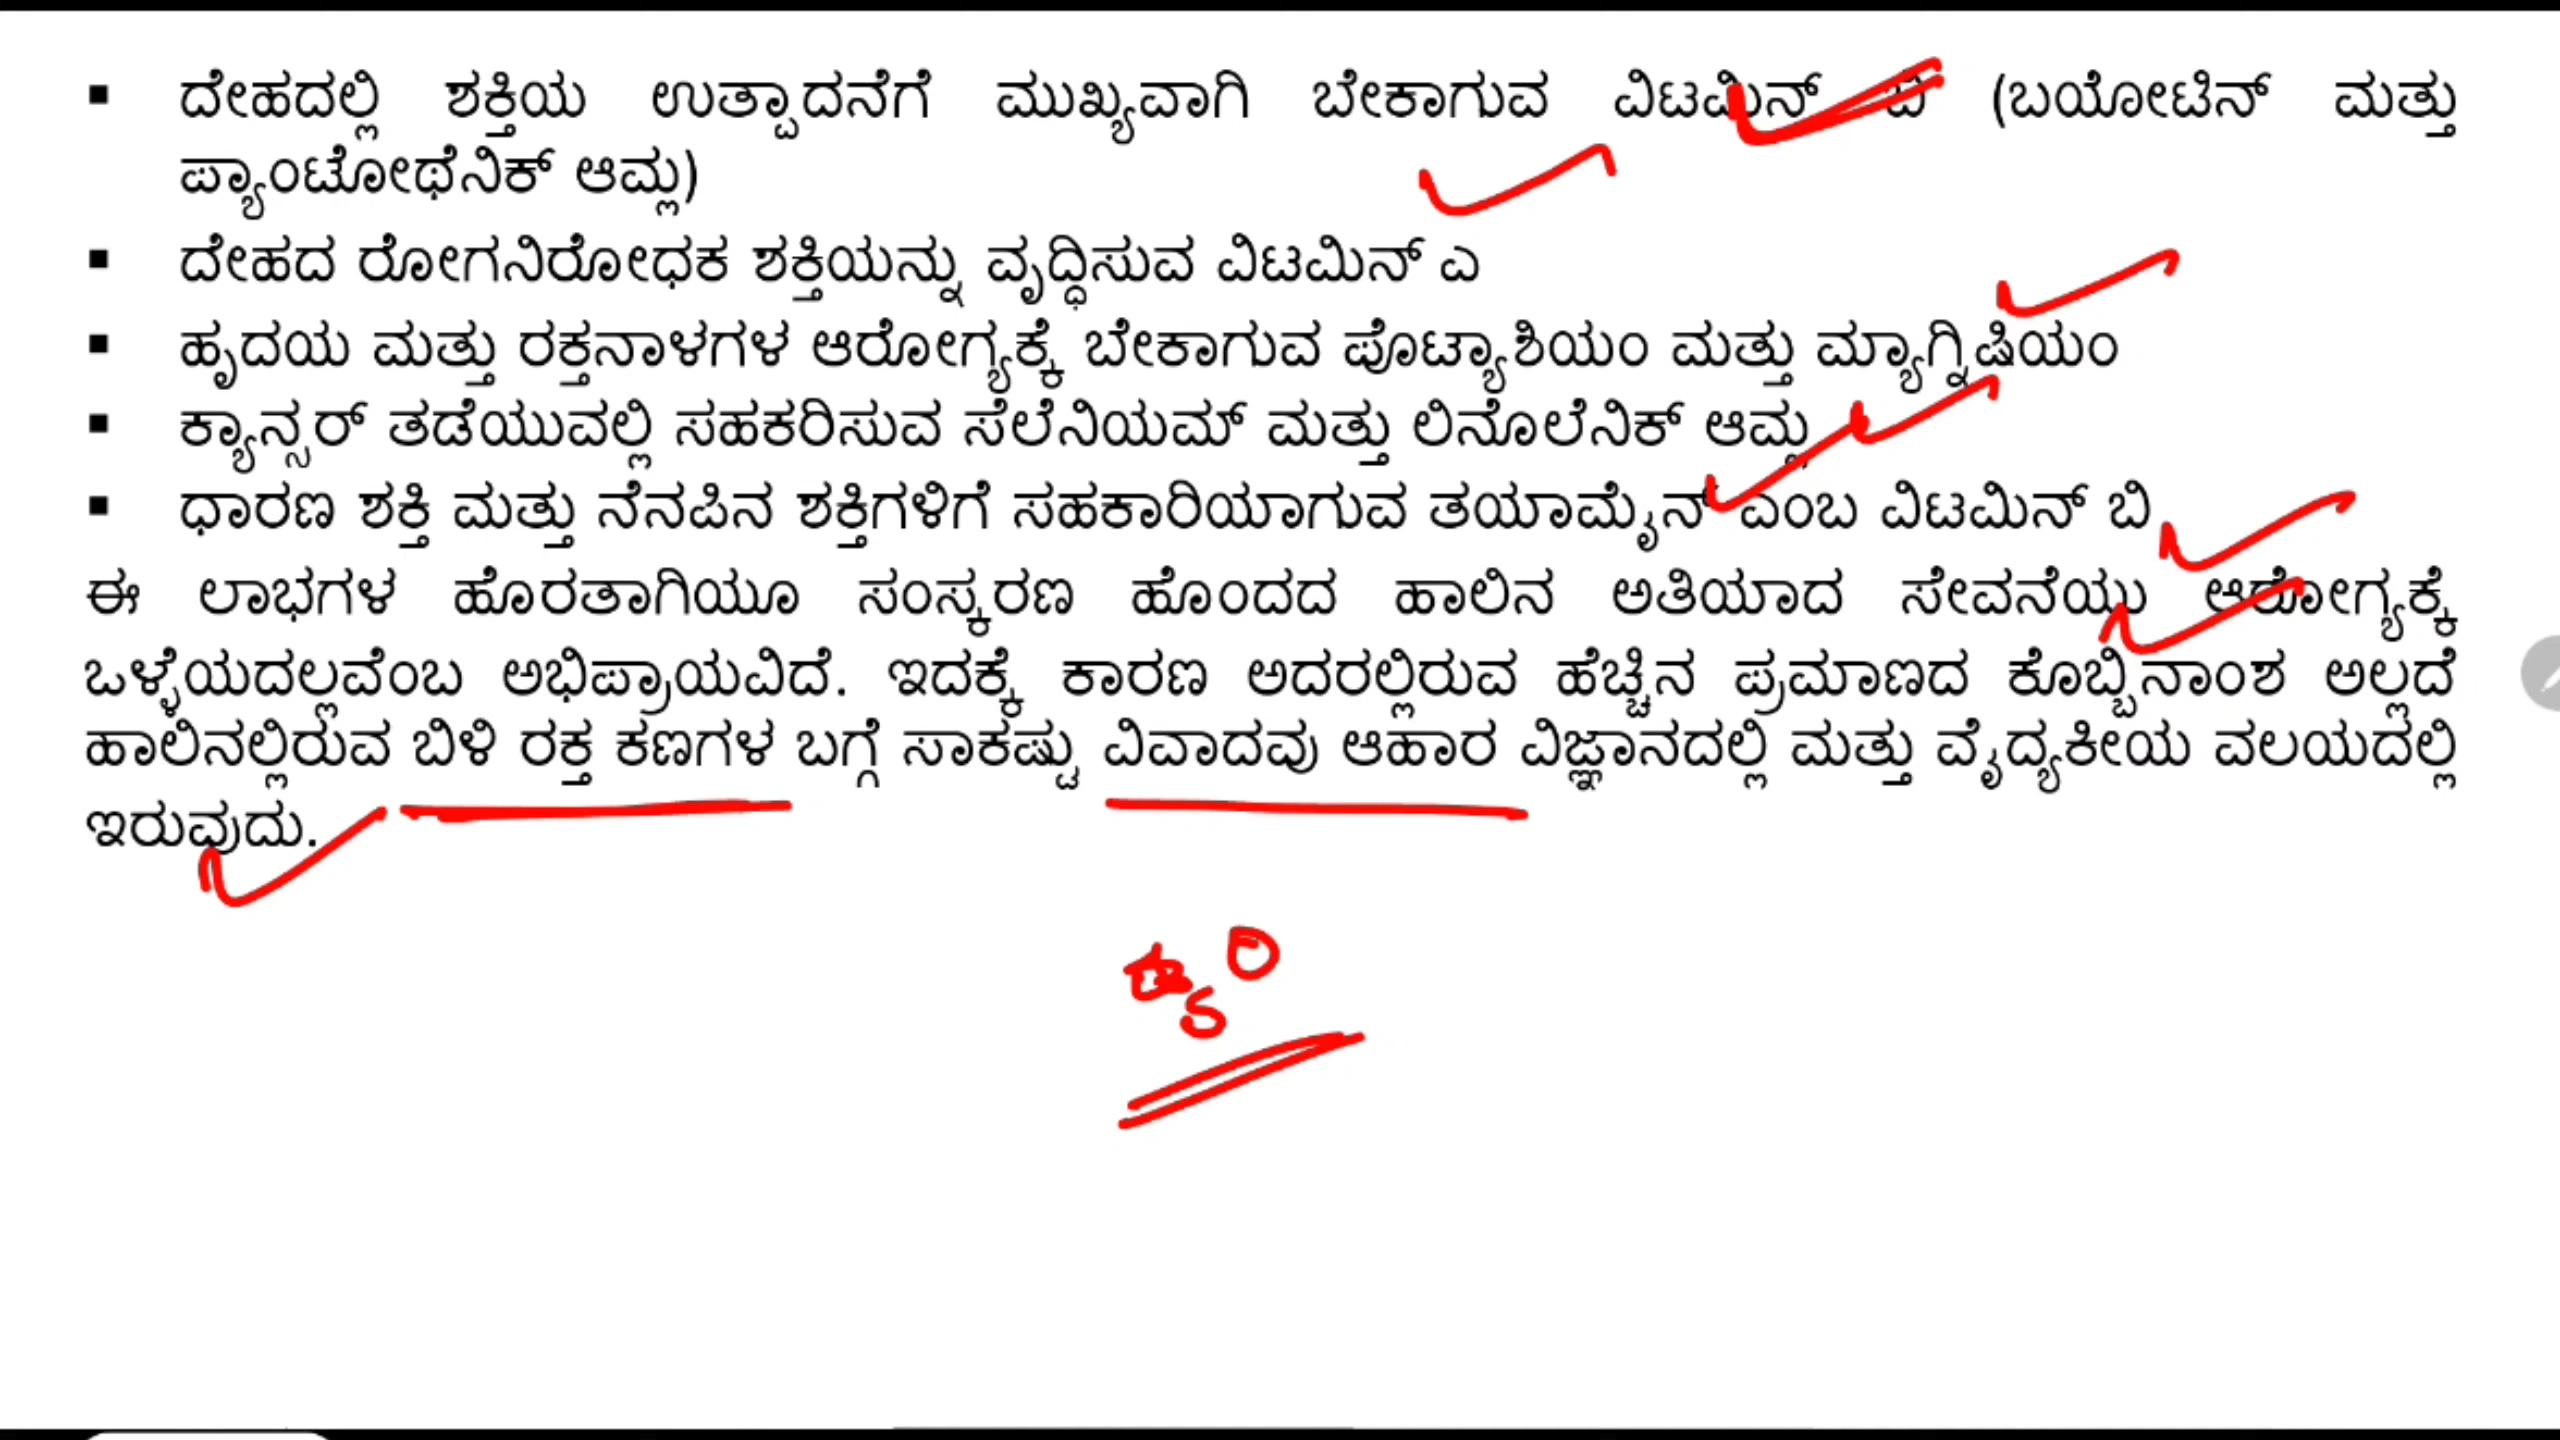 ▪ ದೇಹದಲ್ಲಿ ಶಕ್ತಿಯ ಉತ್ಪಾದನೆಗೆ ಮುಖ್ಯವಾಗಿ ಬೇಕಾಗುವ ವಿಟಮಿನ್ ಬಿ (ಬಯೋಟಿನ್ ಮತ್ತು
ಪ್ಯಾಂಟೋಥೆನಿಕ್ ಆಮ್ಲ)
▪ ದೇಹದ ರೋಗನಿರೋಧಕ ಶಕ್ತಿಯನ್ನು ವೃದ್ಧಿಸುವ ವಿಟಮಿನ್ ಎ
▪ ಹೃದಯ ಮತ್ತು ರಕ್ತನಾಳಗಳ ಆರೋಗ್ಯಕ್ಕೆ ಬೇಕಾಗುವ ಪೊಟ್ಯಾಶಿಯಂ ಮತ್ತು ಮ್ಯಾಗ್ನಿಷಿಯಂ
▪ ಕ್ಯಾನ್ಸರ್ ತಡೆಯುವಲ್ಲಿ ಸಹಕರಿಸುವ ಸೆಲೆನಿಯಮ್ ಮತ್ತು ಲಿನೊಲೆನಿಕ್ ಆಮ್ಲ
▪ ಧಾರಣ ಶಕ್ತಿ ಮತ್ತು ನೆನಪಿನ ಶಕ್ತಿಗಳಿಗೆ ಸಹಕಾರಿಯಾಗುವ ತಯಾಮೈನ್ ಎಂಬ ವಿಟಮಿನ್ ಬಿ
ಈ ಲಾಭಗಳ ಹೊರತಾಗಿಯೂ ಸಂಸ್ಕರಣ ಹೊಂದದ ಹಾಲಿನ ಅತಿಯಾದ ಸೇವನೆಯು ಆರೋಗ್ಯಕ್ಕೆ
ಒಳ್ಳೆಯದಲ್ಲವೆಂಬ ಅಭಿಪ್ರಾಯವಿದೆ. ಇದಕ್ಕೆ ಕಾರಣ ಅದರಲ್ಲಿರುವ ಹೆಚ್ಚಿನ ಪ್ರಮಾಣದ ಕೊಬ್ಬಿನಾಂಶ ಅಲ್ಲದೆ
ಹಾಲಿನಲ್ಲಿರುವ ಬಿಳಿ ರಕ್ತ ಕಣಗಳ ಬಗ್ಗೆ ಸಾಕಷ್ಟು ವಿವಾದವು ಆಹಾರ ವಿಜ್ಞಾನದಲ್ಲಿ ಮತ್ತು ವೈದ್ಯಕೀಯ ವಲಯದಲ್ಲಿ
ಇರುವುದು.